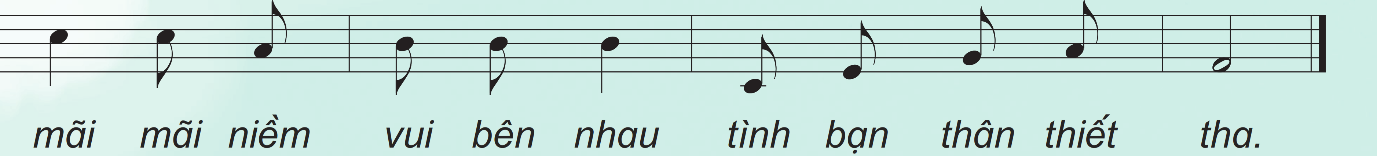 mãi mãi niềm vui bên nhau tình bạn thân thiết tha.